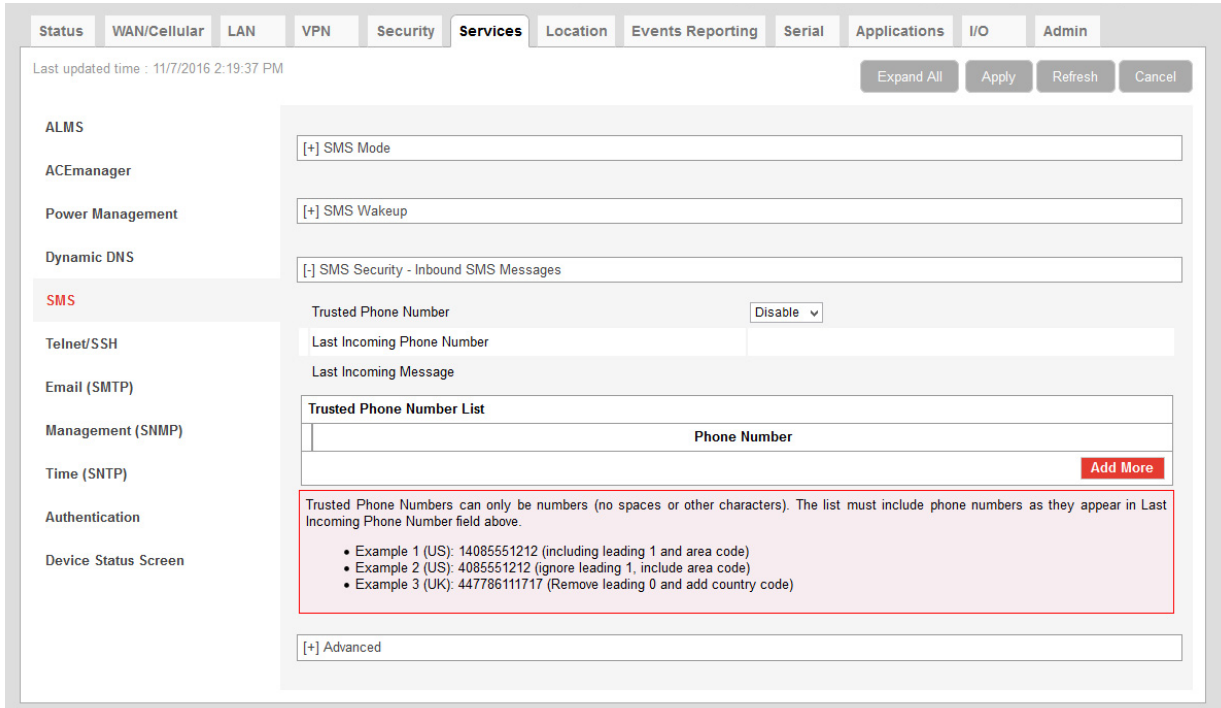 Status WAN/Cellular LAN VPN Security Services Location Events Reporting Serial Applications I/O Admin
Last updated time : 11/7/2016 2:19:37 PM
Expand All Apply Refresh Cancel
ALMS
ACEmanager
Power Management
Dynamic DNS
SMS
Telnet/SSH
Email (SMTP)
Management (SNMP)
Time (SNTP)
Authentication
Device Status Screen
[+] SMS Mode
[+] SMS Wakeup
[-] SMS Security - Inbound SMS Messages
Trusted Phone Number Disable
Last Incoming Phone Number
Last Incoming Message
Trusted Phone Number List
Phone Number
Add More
Trusted Phone Numbers can only be numbers (no spaces or other characters). The list must include phone numbers as they appear in Last
Incoming Phone Number field above.
• Example 1 (US): 14085551212 (including leading 1 and area code)
• Example 2 (US): 4085551212 (ignore leading 1, include area code)
• Example 3 (UK): 447786111717 (Remove leading 0 and add country code)
[+] Advanced